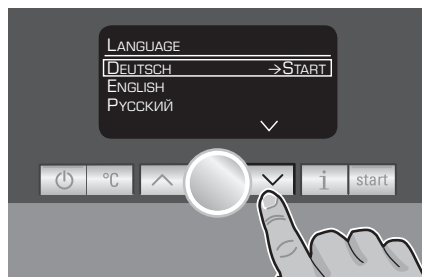 LANGUAGE
DEUTSCH →START
ENGLISH
РУССКИЙ
°C i start